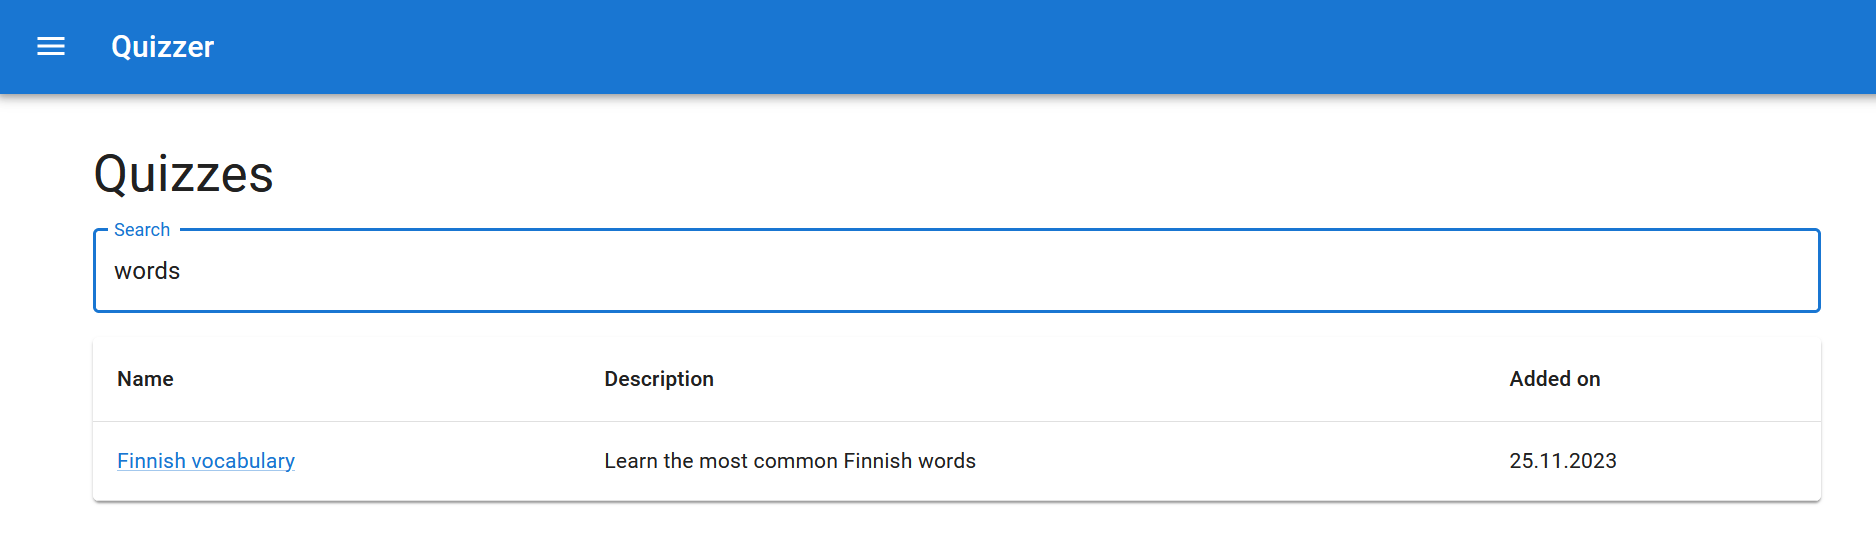 Quizzer
Quizzes
Search
words
Name Description Added on
Finnish vocabulary Learn the most common Finnish words 25.11.2023